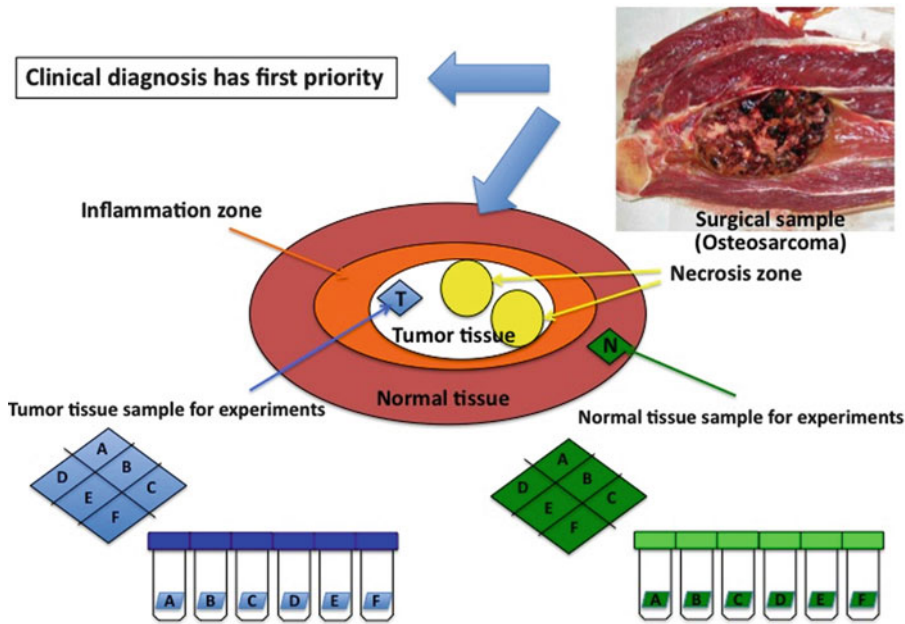 Clinical diagnosis has first priority
Surgical sample
(Osteosarcoma)
Inflammation zone
Necrosis zone
T
Tumor tissue
N
Normal tissue
Tumor tissue sample for experiments
Normal tissue sample for experiments
A
B
C
D
E
F
A
B
C
D
E
F
A B C D E F
A B C D E F